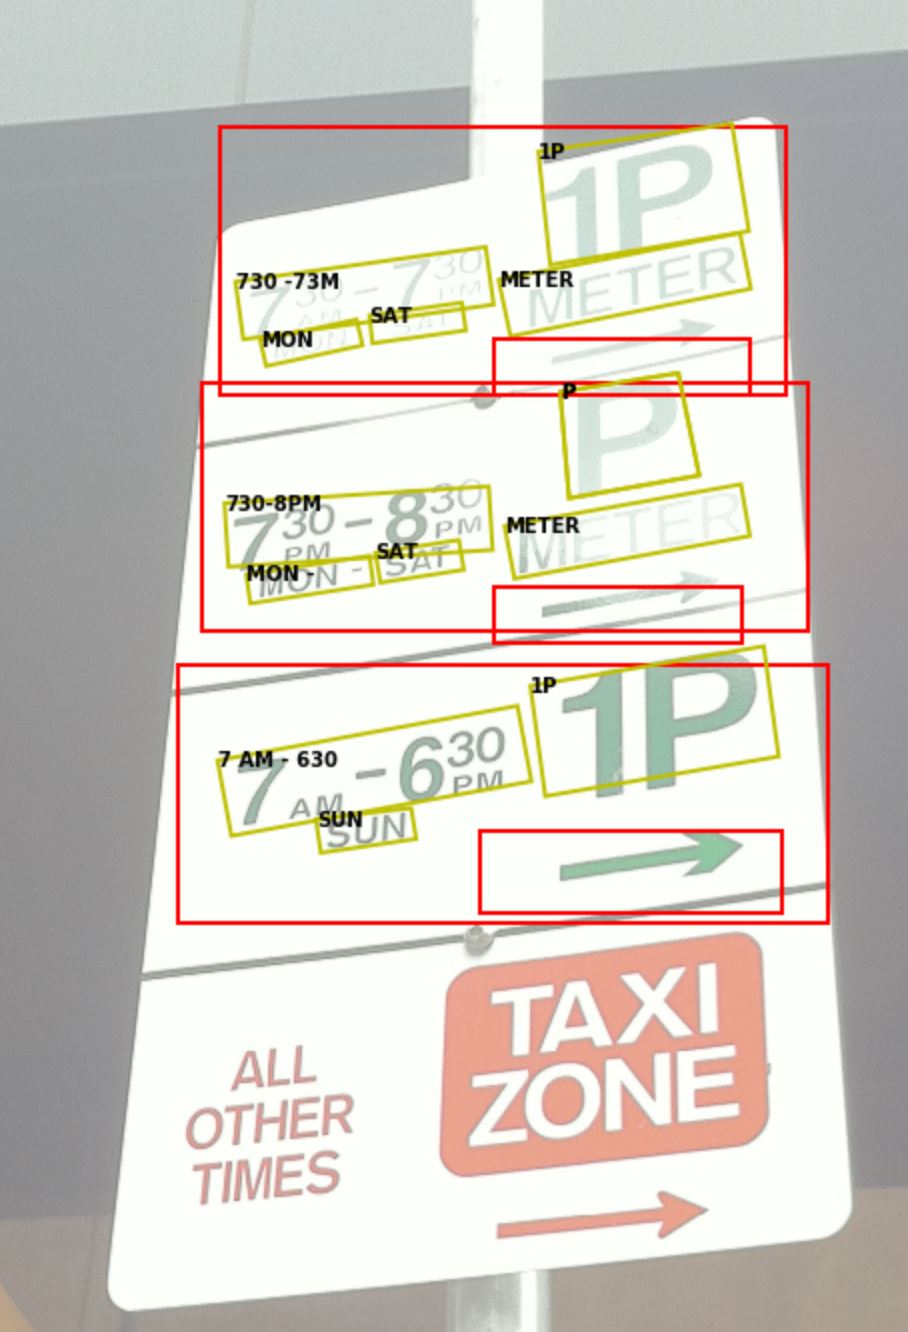 1P
1P
730 -73M
7 30 AM - 7 30 PM
METER
METER
MON
SAT
MON - SAT
P
P
730-8PM
7 30 PM - 8 30 PM
METER
METER
MON -
SAT
MON - SAT
1P
1P
7 AM - 630
7 AM - 6 30 PM
SUN
SUN
TAXI
ZONE
ALL
OTHER
TIMES